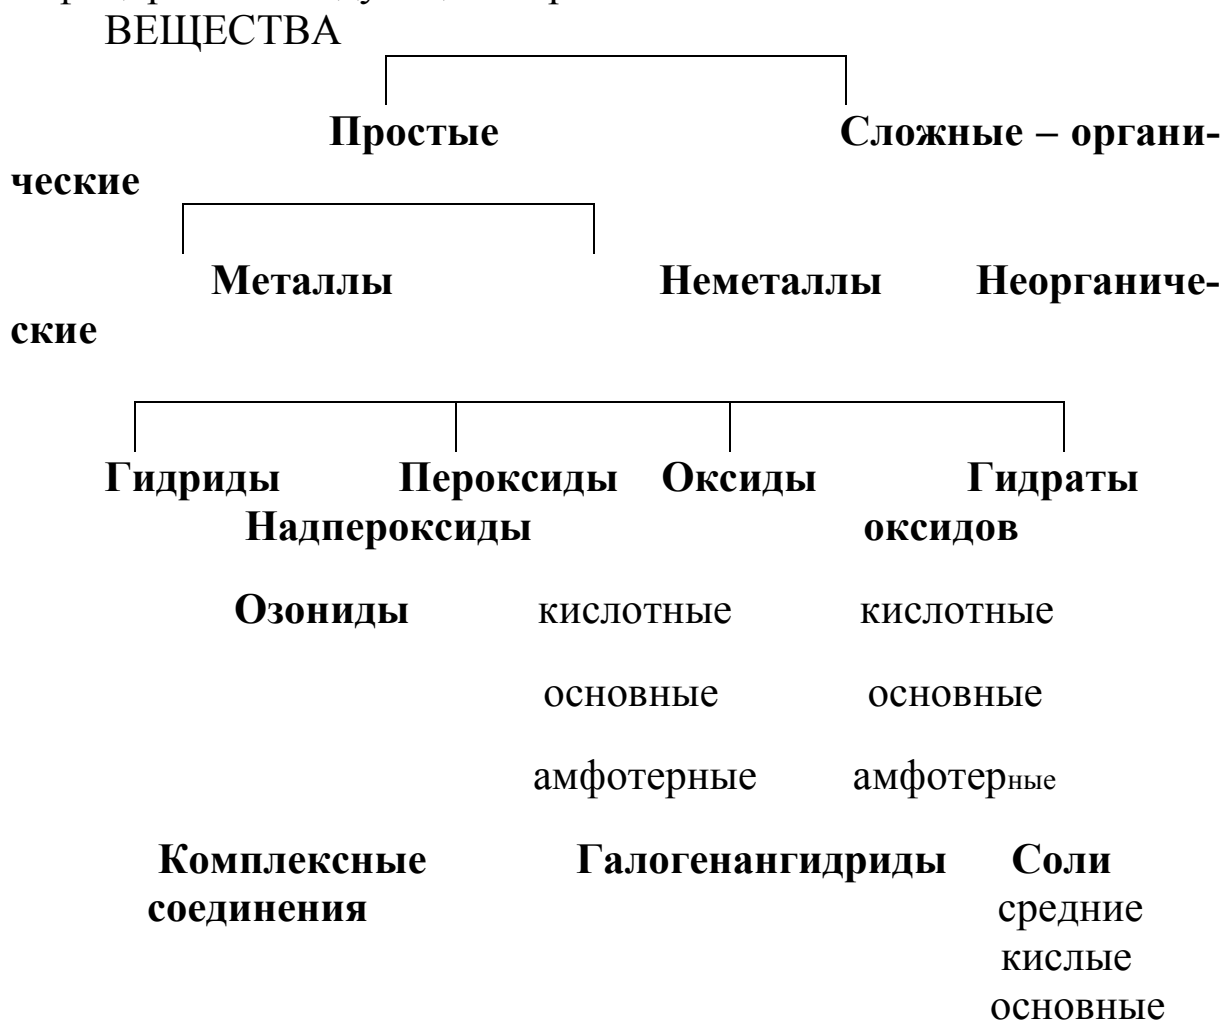 ВЕЩЕСТВА
Простые Сложные – органи-
ческие
Металлы Неметаллы Неорганиче-
ские
Гидриды Пероксиды Оксиды Гидраты
Надпероксиды оксидов
Озониды кислотные кислотные
основные основные
амфотерные амфотерные
Комплексные Галогенангидриды Соли
соединения средние
кислые
основные